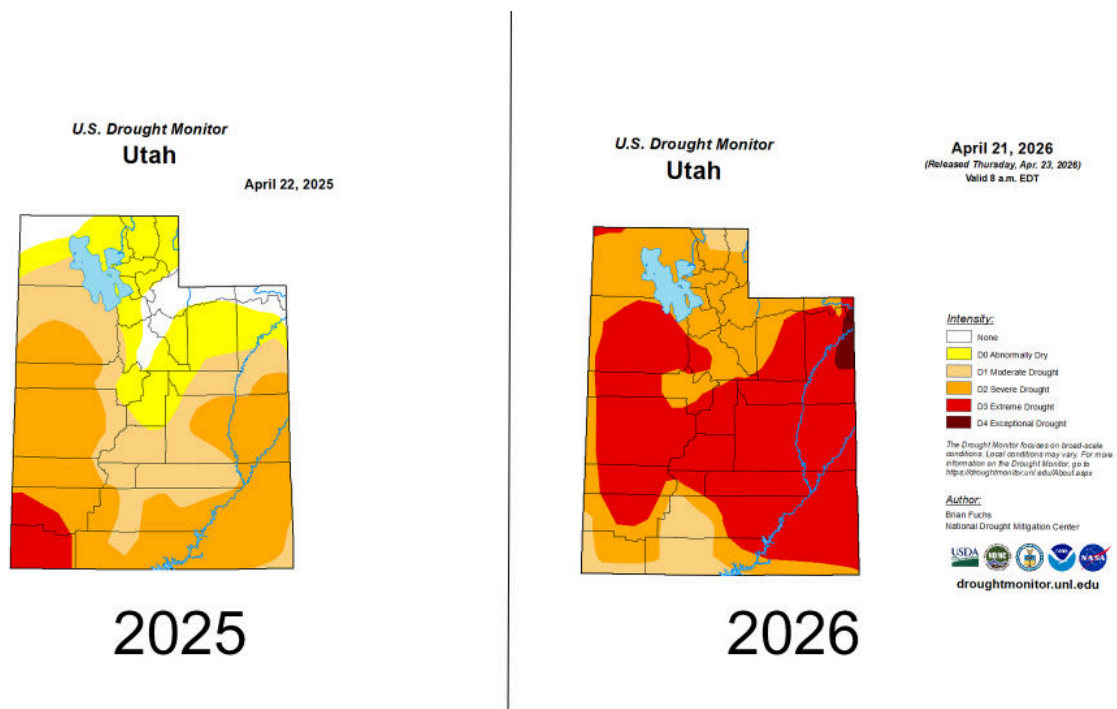 U.S. Drought Monitor
Utah
April 22, 2025
2025
U.S. Drought Monitor
Utah
April 21, 2026
(Released Thursday, Apr. 23, 2026)
Valid 8 a.m. EDT
Intensity:
None
D0 Abnormally Dry
D1 Moderate Drought
D2 Severe Drought
D3 Extreme Drought
D4 Exceptional Drought
The Drought Monitor focuses on broad-scale
conditions. Local conditions may vary. For more
information on the Drought Monitor, go to
https://droughtmonitor.unl.edu/About.aspx
Author:
Brian Fuchs
National Drought Mitigation Center
USDA
NDMC
NASA
droughtmonitor.unl.edu
2026